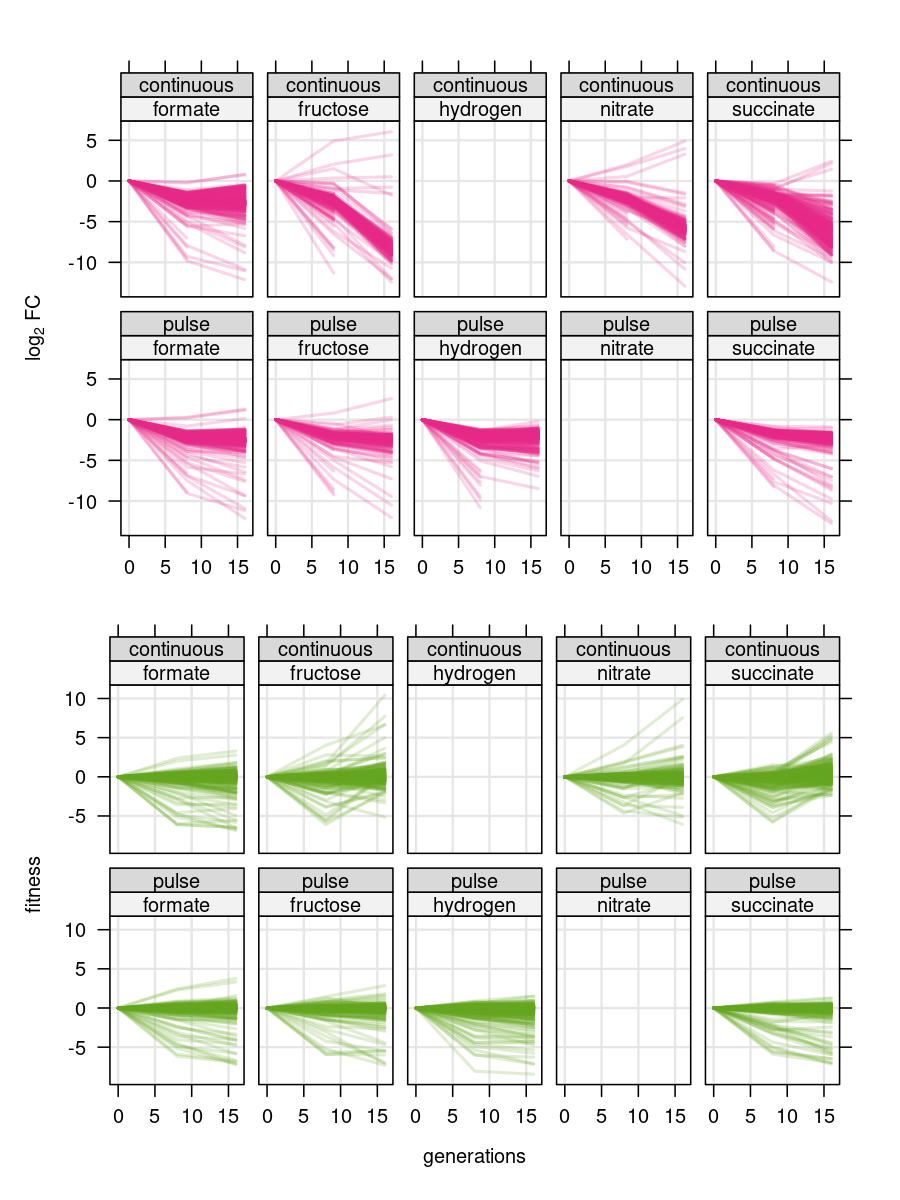 continuous continuous continuous continuous continuous
formate fructose hydrogen nitrate succinate
5
0
-5
-10
log2 FC
pulse pulse pulse pulse pulse
formate fructose hydrogen nitrate succinate
5
0
-5
-10
0 5 10 15 0 5 10 15 0 5 10 15 0 5 10 15 0 5 10 15
continuous continuous continuous continuous continuous
formate fructose hydrogen nitrate succinate
10
5
0
-5
fitness
pulse pulse pulse pulse pulse
formate fructose hydrogen nitrate succinate
10
5
0
-5
0 5 10 15 0 5 10 15 0 5 10 15 0 5 10 15 0 5 10 15
generations